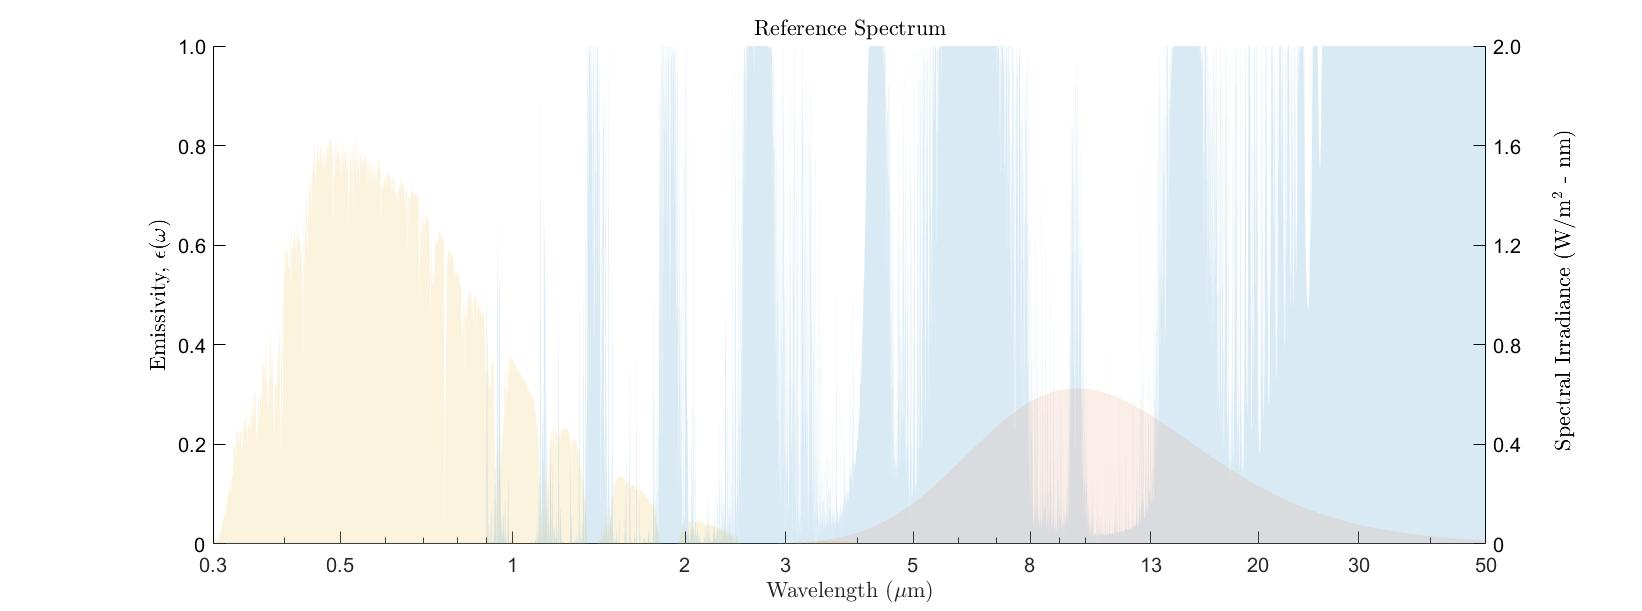 Reference Spectrum
1.0
0.8
0.6
0.4
0.2
0
Emissivity, ϵ(ω)
2.0
1.6
1.2
0.8
0.4
0
Spectral Irradiance (W/m² - nm)
0.3 0.5 1 2 3 5 8 13 20 30 50
Wavelength (μm)